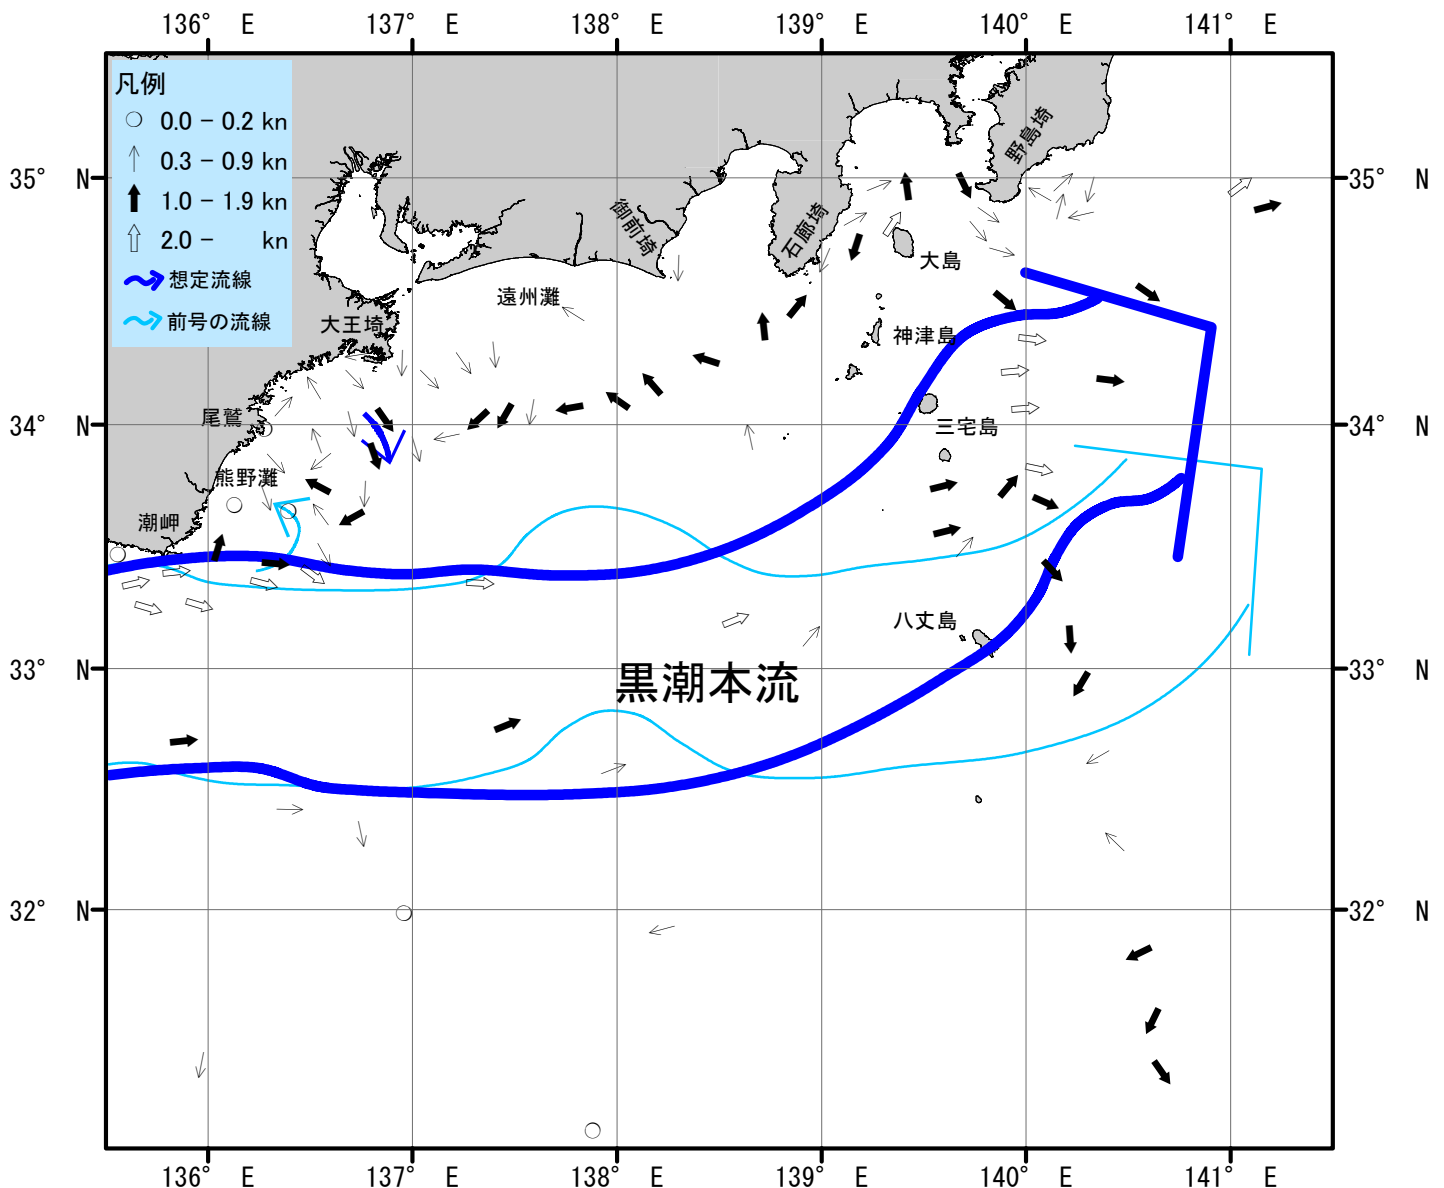 136° E 137° E 138° E 139° E 140° E 141° E
凡例
0.0 - 0.2 kn
0.3 - 0.9 kn
1.0 - 1.9 kn
2.0 - kn
想定流線
前号の流線
野島埼
35° N
35° N
御前埼
石廊埼
大島
遠州灘
大王埼
神津島
尾鷲
34° N
三宅島
34° N
熊野灘
潮岬
八丈島
33° N
黒潮本流
33° N
32° N
32° N
136° E 137° E 138° E 139° E 140° E 141° E